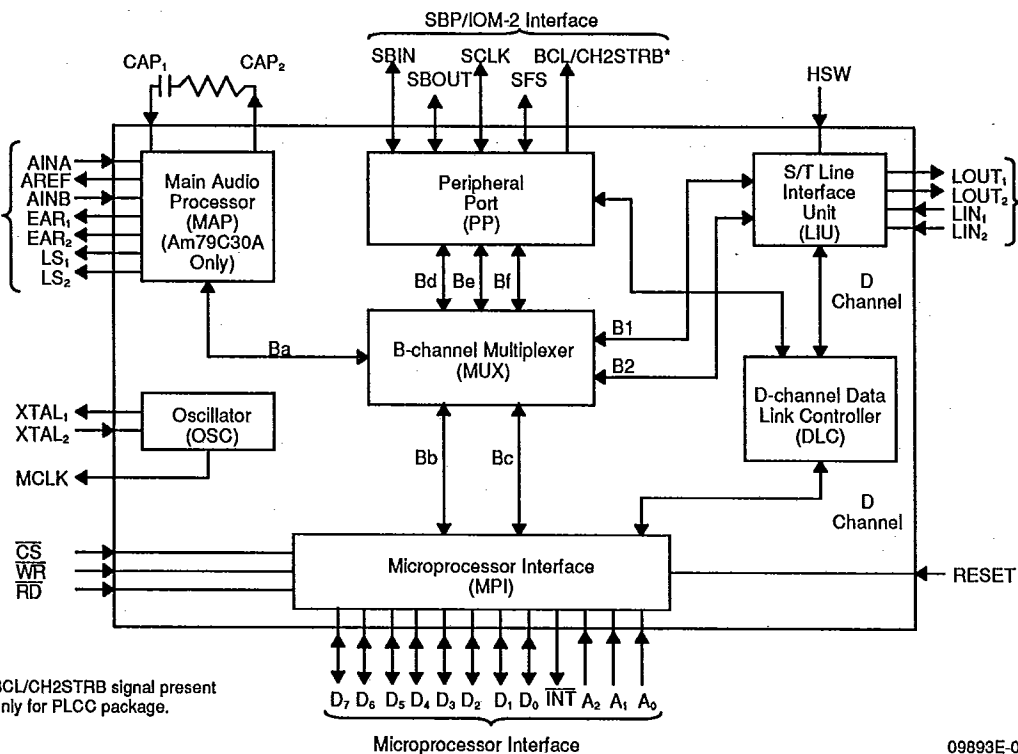 SBP/IOM-2 Interface
CAP₁ CAP₂
SBIN SCLK BCL/CH2STRB*
SBOUT SFS
HSW
AINA
AREF
AINB
EAR₁
EAR₂
LS₁
LS₂
Main Audio
Processor
(MAP)
(Am79C30A
Only)
Peripheral
Port
(PP)
S/T Line
Interface
Unit
(LIU)
LOUT₁
LOUT₂
LIN₁
LIN₂
Bd Be Bf
D
Channel
Ba
B-channel Multiplexer
(MUX)
B1
B2
D-channel Data
Link Controller
(DLC)
XTAL₁
XTAL₂
MCLK
Oscillator
(OSC)
Bb Bc
D
Channel
C̅S̅
W̅R̅
R̅D̅
Microprocessor Interface
(MPI)
RESET
D₇ D₆ D₅ D₄ D₃ D₂ D₁ D₀ I̅N̅T̅ A₂ A₁ A₀
Microprocessor Interface
BCL/CH2STRB signal present
only for PLCC package.
09893E-0